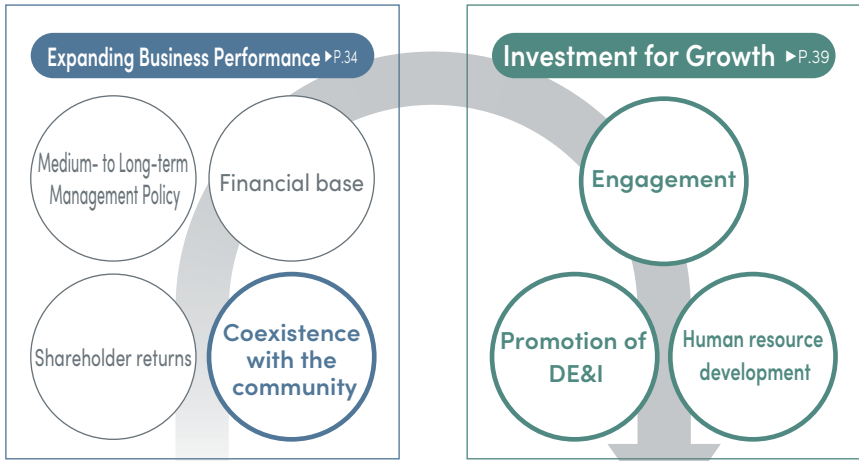 Expanding Business Performance ▶P.34
Medium- to Long-term
Management Policy
Financial base
Shareholder returns
Coexistence
with the
community
Investment for Growth ▶P.39
Engagement
Promotion of
DE&I
Human resource
development